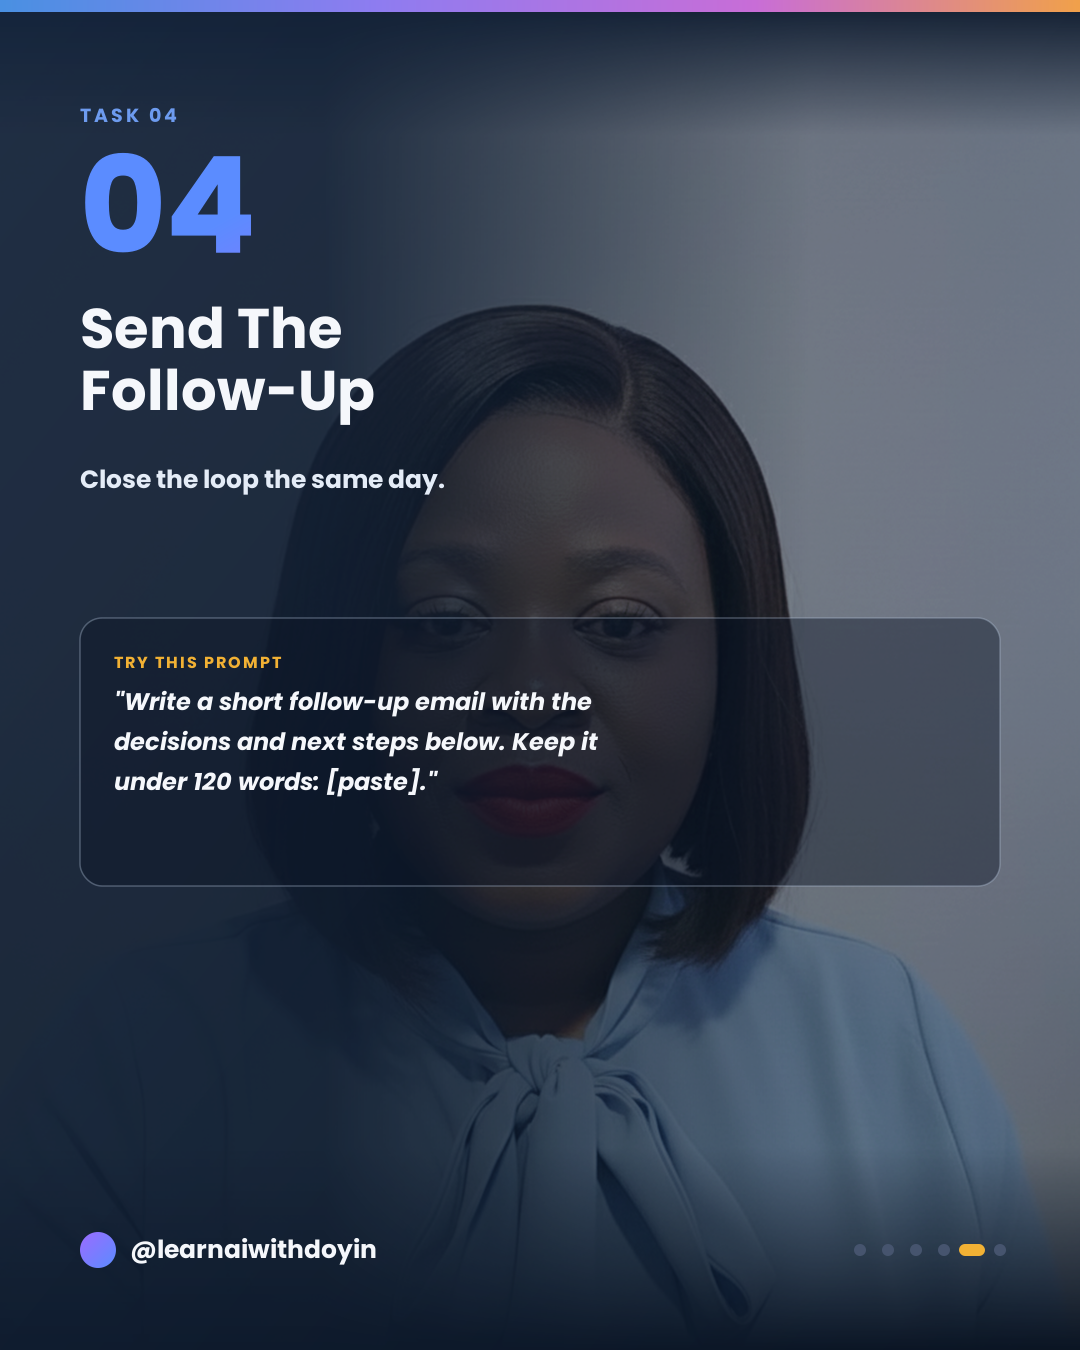 TASK 04
04
Send The
Follow-Up
Close the loop the same day.
TRY THIS PROMPT
"Write a short follow-up email with the
decisions and next steps below. Keep it
under 120 words: [paste]."
@learnaiwithdoyin